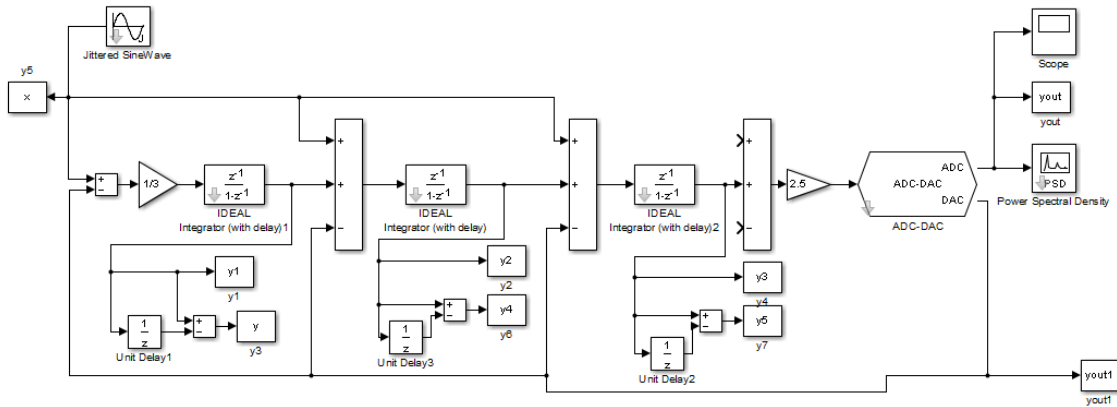 Jittered SineWave
y5
x
1/3
z-1
1-z-1
IDEAL
Integrator (with delay)1
z-1
1-z-1
IDEAL
Integrator (with delay)
z-1
1-z-1
IDEAL
Integrator (with delay)2
2.5
ADC
ADC-DAC
DAC
ADC-DAC
Scope
yout
yout
PSD
Power Spectral Density
y1
y1
1
z
Unit Delay1
y
y3
y2
y2
1
z
Unit Delay3
y4
y6
y3
y4
1
z
Unit Delay2
y5
y7
yout1
yout1